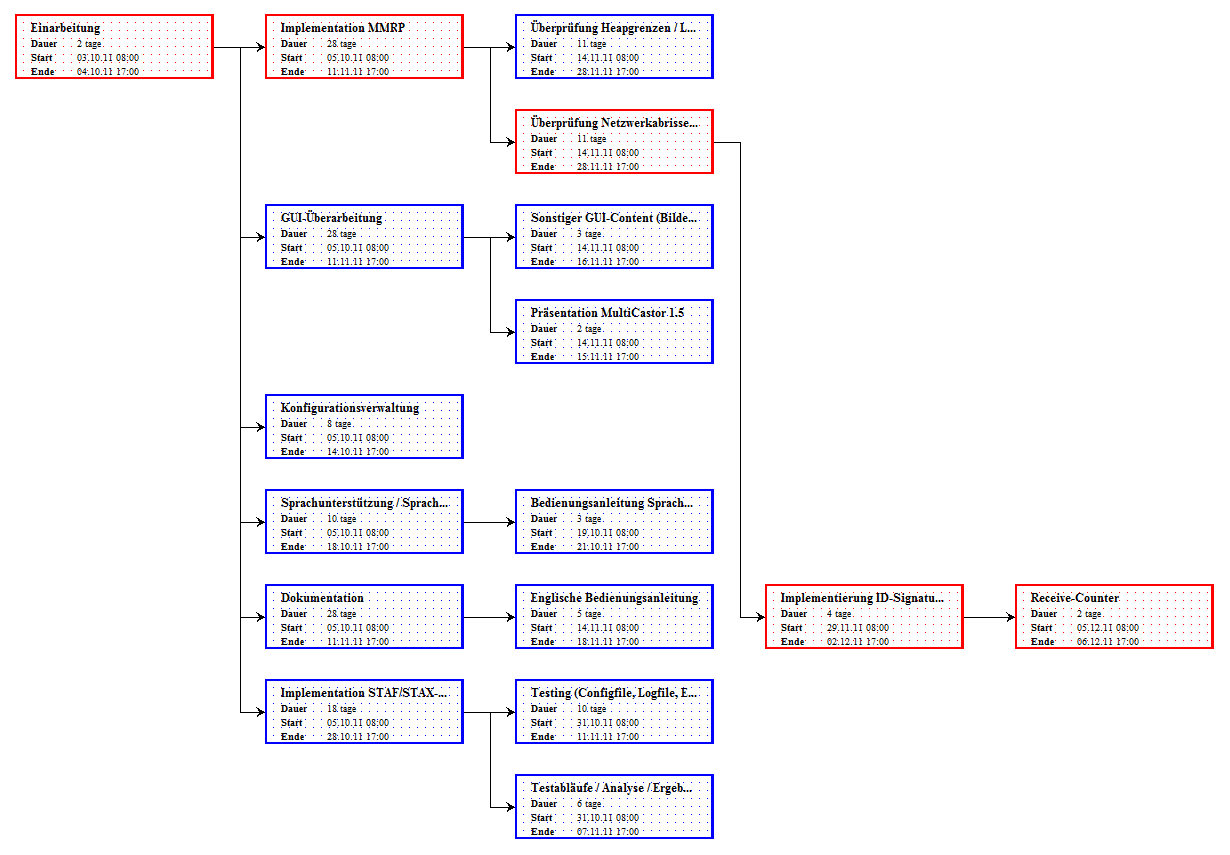 Einarbeitung
Dauer 2 tage
Start 03.10.11 08:00
Ende 04.10.11 17:00
Implementation MMRP
Dauer 28 tage
Start 05.10.11 08:00
Ende 11.11.11 17:00
Überprüfung Heapgrenzen / L...
Dauer 11 tage
Start 14.11.11 08:00
Ende 28.11.11 17:00
Überprüfung Netzwerkabrisse...
Dauer 11 tage
Start 14.11.11 08:00
Ende 28.11.11 17:00
GUI-Überarbeitung
Dauer 28 tage
Start 05.10.11 08:00
Ende 11.11.11 17:00
Sonstiger GUI-Content (Bilde...
Dauer 3 tage
Start 14.11.11 08:00
Ende 16.11.11 17:00
Präsentation MultiCastor 1.5
Dauer 2 tage
Start 14.11.11 08:00
Ende 15.11.11 17:00
Konfigurationsverwaltung
Dauer 8 tage
Start 05.10.11 08:00
Ende 14.10.11 17:00
Sprachunterstützung / Sprach...
Dauer 10 tage
Start 05.10.11 08:00
Ende 18.10.11 17:00
Bedienungsanleitung Sprach...
Dauer 3 tage
Start 19.10.11 08:00
Ende 21.10.11 17:00
Dokumentation
Dauer 28 tage
Start 05.10.11 08:00
Ende 11.11.11 17:00
Englische Bedienungsanleitung
Dauer 5 tage
Start 14.11.11 08:00
Ende 18.11.11 17:00
Implementierung ID-Signatu...
Dauer 4 tage
Start 29.11.11 08:00
Ende 02.12.11 17:00
Receive-Counter
Dauer 2 tage
Start 05.12.11 08:00
Ende 06.12.11 17:00
Implementation STAF/STAX-...
Dauer 18 tage
Start 05.10.11 08:00
Ende 28.10.11 17:00
Testing (Configfile, Logfile, E...
Dauer 10 tage
Start 31.10.11 08:00
Ende 11.11.11 17:00
Testabläufe / Analyse / Ergeb...
Dauer 6 tage
Start 31.10.11 08:00
Ende 07.11.11 17:00